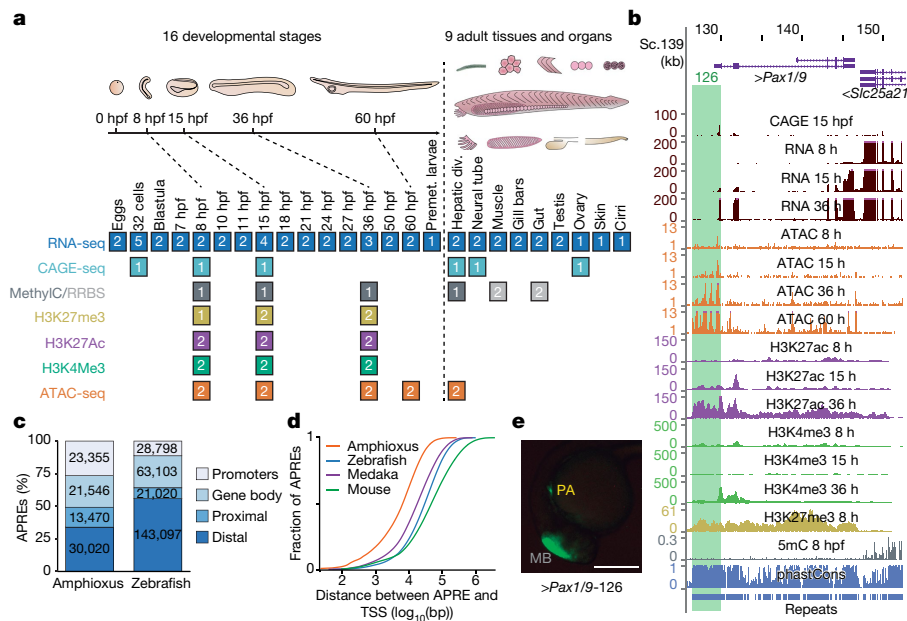 a
16 developmental stages
9 adult tissues and organs
0 hpf 8 hpf 15 hpf 36 hpf 60 hpf
Eggs
32 cells
Blastula
7 hpf
8 hpf
10 hpf
11 hpf
15 hpf
18 hpf
21 hpf
24 hpf
27 hpf
36 hpf
50 hpf
60 hpf
Premet. larvae
Hepatic div.
Neural tube
Muscle
Gill bars
Gut
Testis
Ovary
Skin
Cirri
RNA-seq 2 5 2 2 2 2 2 4 2 2 2 2 3 2 2 1 2 2 2 2 2 2 1 1 1
CAGE-seq 1 1 1 1 1 1
MethylC/RRBS 1 1 1 1 2 2
H3K27me3 1 2 2
H3K27Ac 2 2 2
H3K4Me3 2 2 2
ATAC-seq 2 2 2 2 2
b
130 140 150
Sc.139
(kb)
126
>Pax1/9
<Slc25a21
100
0
CAGE 15 hpf
200
0
RNA 8 h
200
0
RNA 15 h
200
0
RNA 36 h
13
1
ATAC 8 h
13
1
ATAC 15 h
13
1
ATAC 36 h
13
1
ATAC 60 h
150
0
H3K27ac 8 h
150
0
H3K27ac 15 h
150
0
H3K27ac 36 h
500
0
H3K4me3 8 h
500
0
H3K4me3 15 h
500
0
H3K4me3 36 h
61
0
H3K27me3 8 h
0.3
0
5mC 8 hpf
1
0
phastCons
Repeats
c
APREs (%)
100
75
50
25
0
23,355
21,546
13,470
30,020
28,798
63,103
21,020
143,097
Amphioxus Zebrafish
Promoters
Gene body
Proximal
Distal
d
Fraction of APREs
1
0
Amphioxus
Zebrafish
Medaka
Mouse
2 3 4 5 6
Distance between APRE and
TSS (log10(bp))
e
PA
MB
>Pax1/9-126